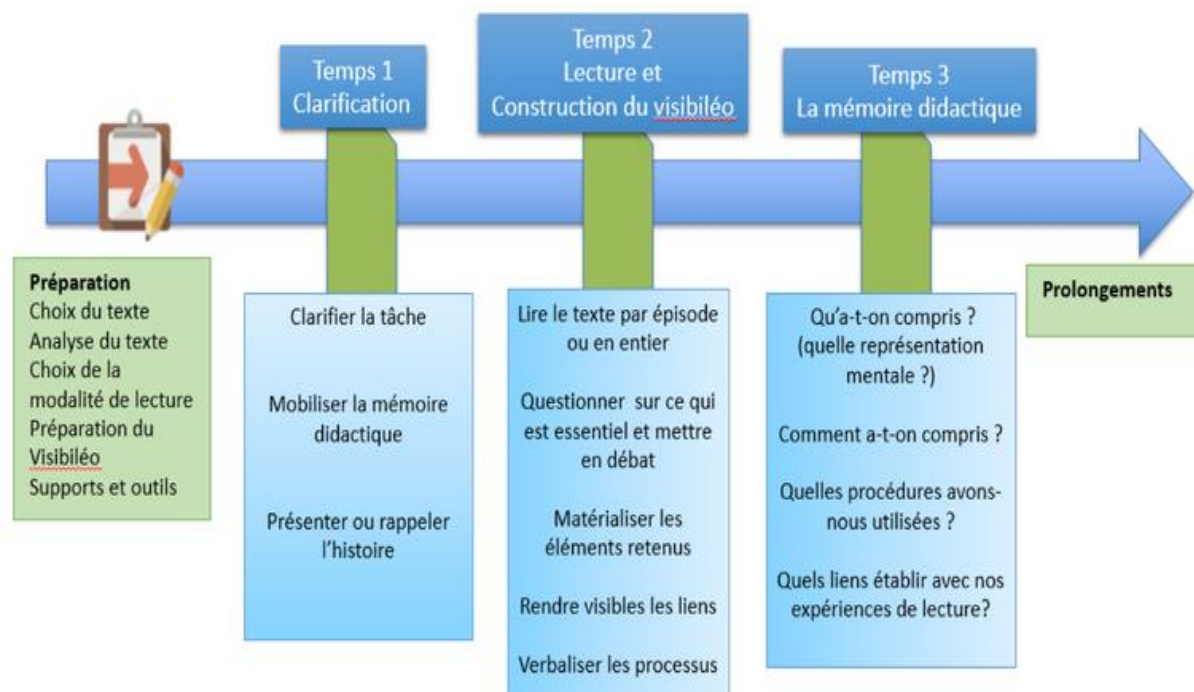 Temps 1
Clarification
Temps 2
Lecture et
Construction du visibiléo
Temps 3
La mémoire didactique
Préparation
Choix du texte
Analyse du texte
Choix de la
modalité de lecture
Préparation du
Visibiléo
Supports et outils
Clarifier la tâche
Mobiliser la mémoire
didactique
Présenter ou rappeler
l'histoire
Lire le texte par épisode
ou en entier
Questionner sur ce qui
est essentiel et mettre
en débat
Matérialiser les
éléments retenus
Rendre visibles les liens
Verbaliser les processus
Qu'a-t-on compris ?
(quelle représentation
mentale ?)
Comment a-t-on compris ?
Quelles procédures avons-
nous utilisées ?
Quels liens établir avec nos
expériences de lecture?
Prolongements